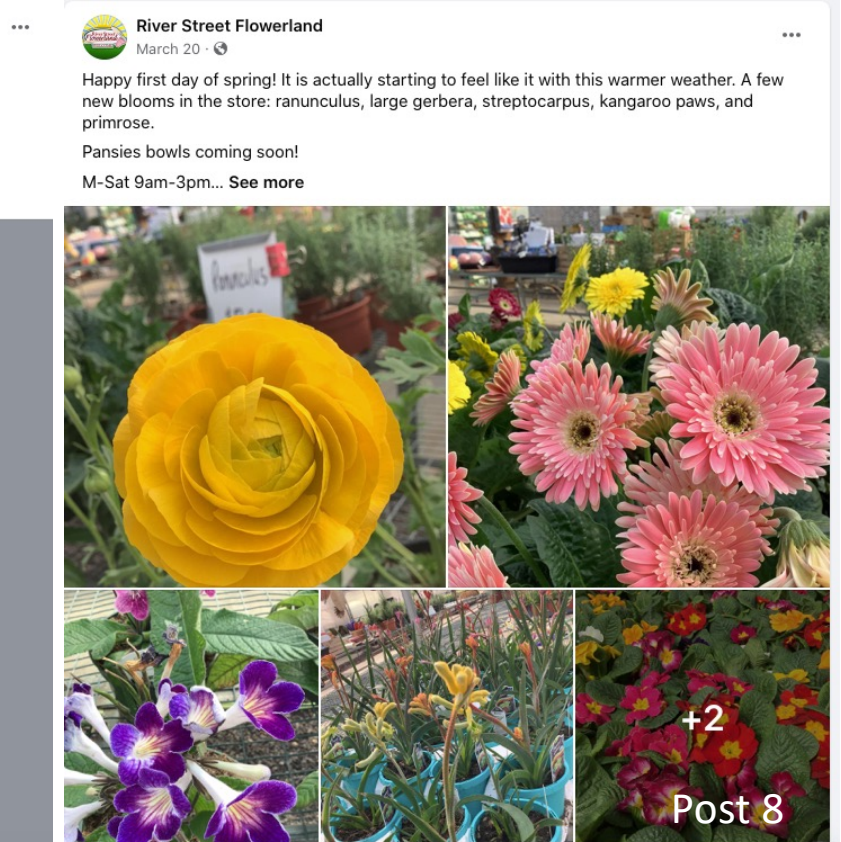 River Street Flowerland
March 20 ·
Happy first day of spring! It is actually starting to feel like it with this warmer weather. A few
new blooms in the store: ranunculus, large gerbera, streptocarpus, kangaroo paws, and
primrose.
Pansies bowls coming soon!
M-Sat 9am-3pm... See more
+2
Post 8